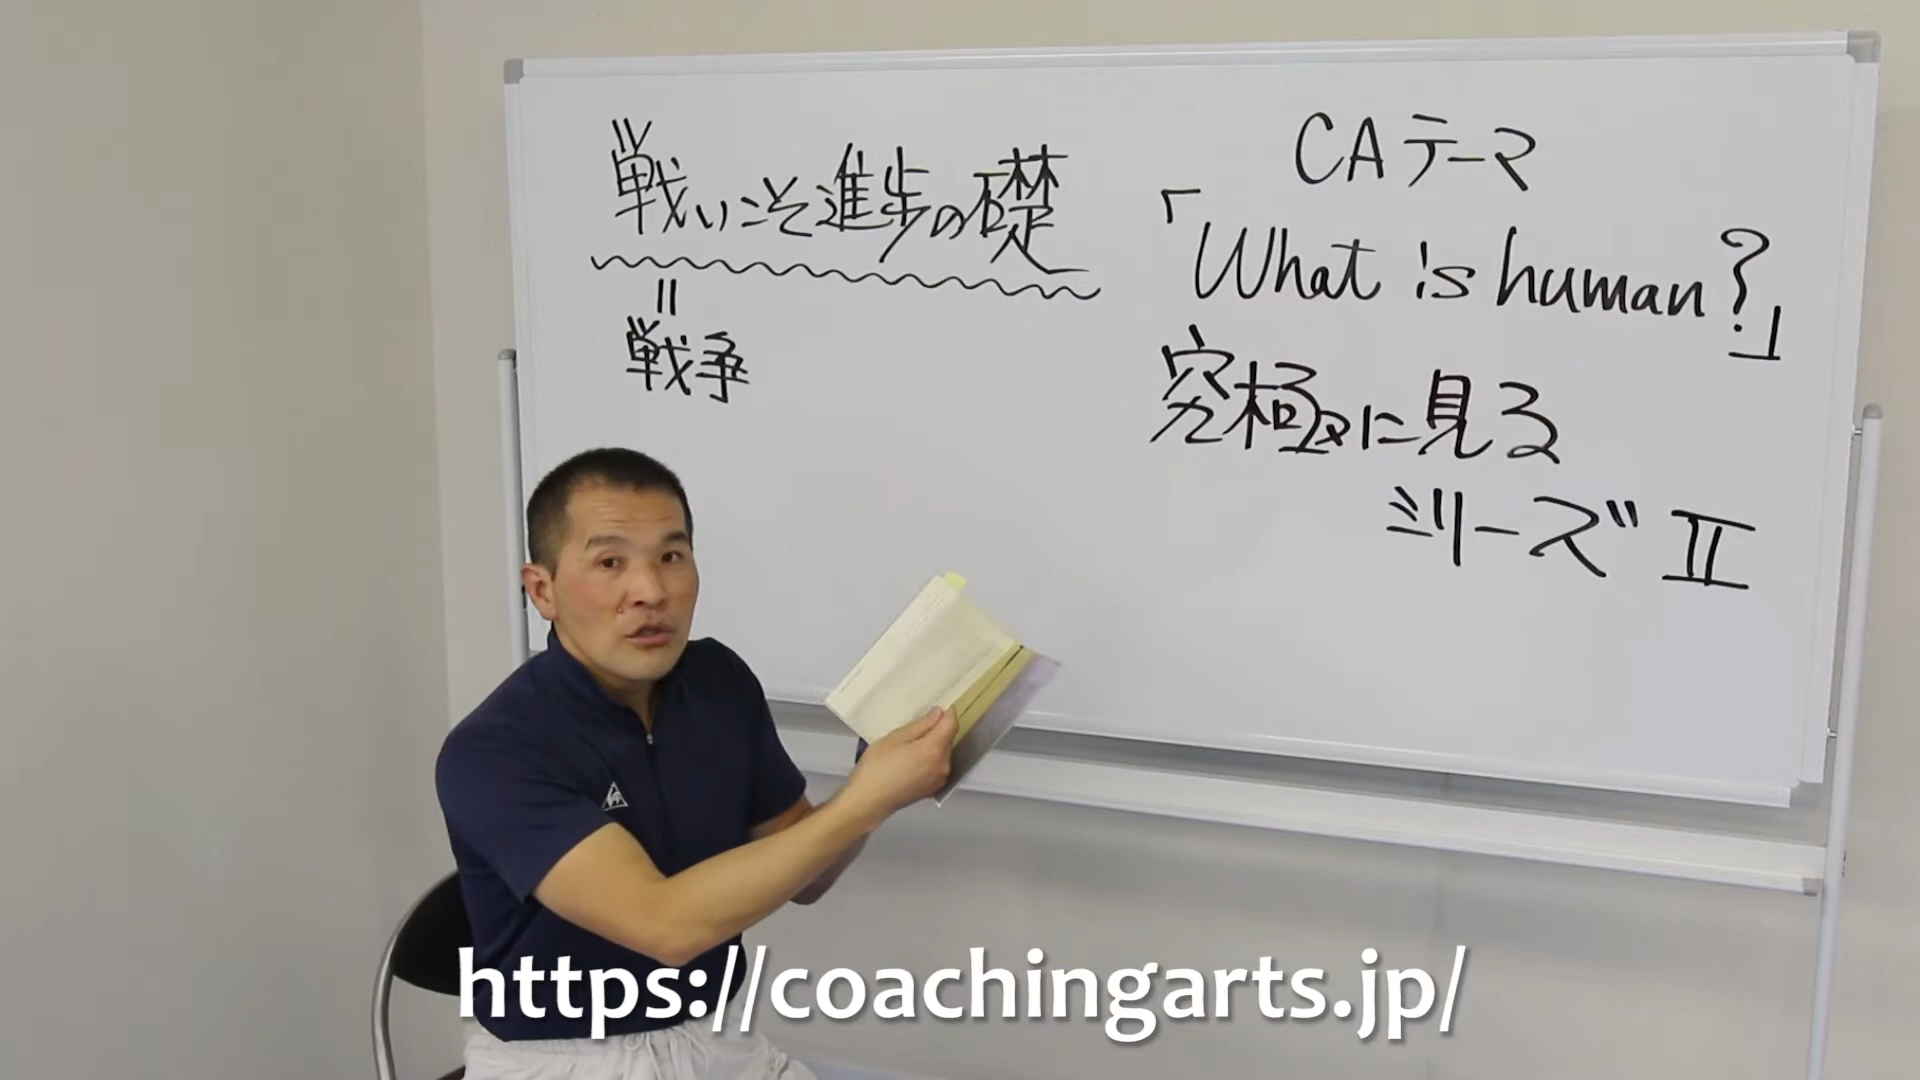 戦いこそ進歩の礎
=
戦争
CAテーマ
「What is human?」
究極に見る
シリーズⅡ
https://coachingarts.jp/